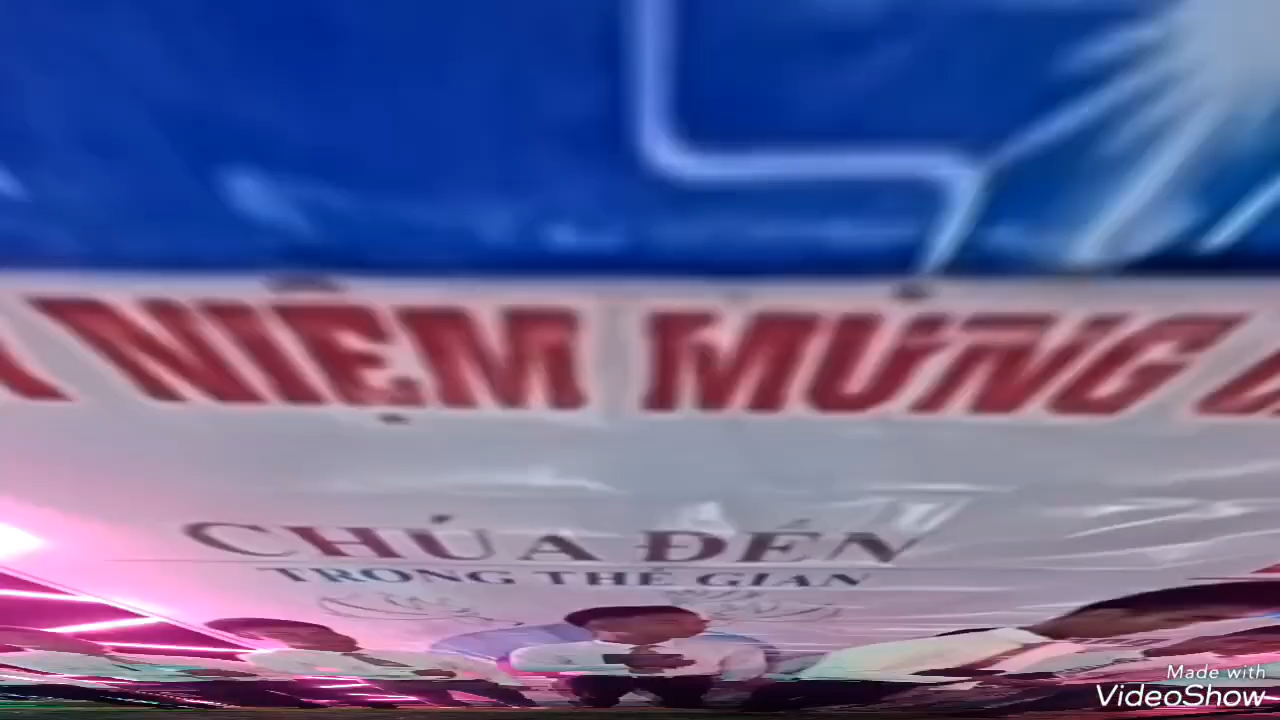 NIỆM MỪNG
CHÚA ĐẾN
TRONG THẾ GIAN
Made with
VideoShow